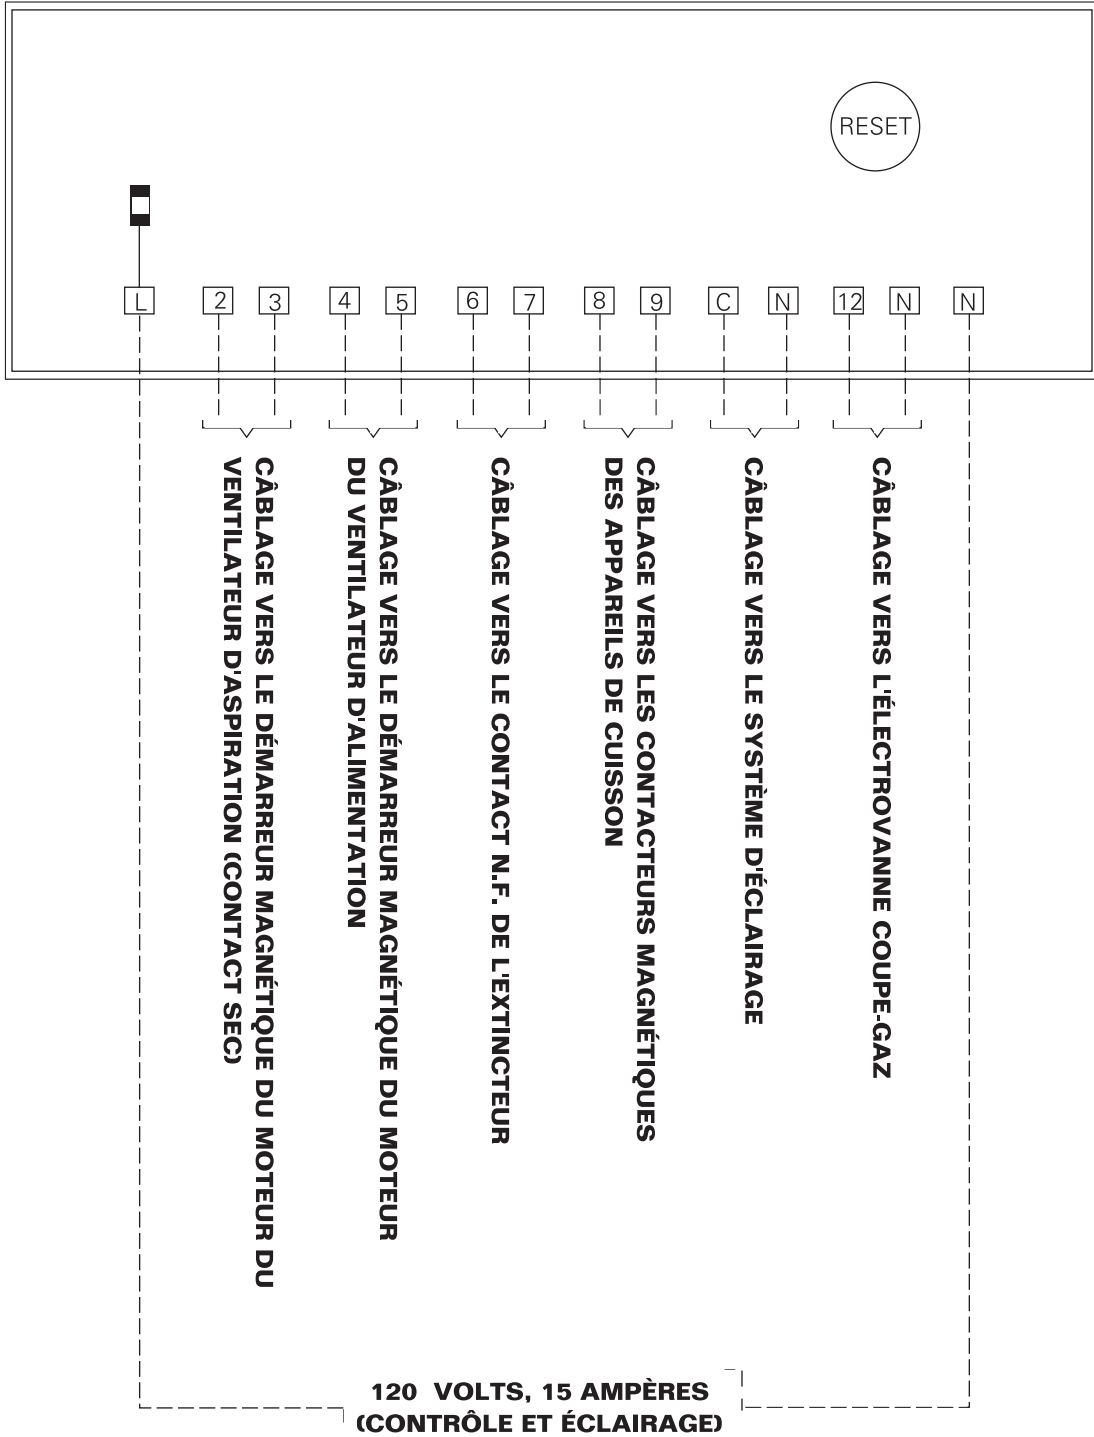 RESET
L 2 3 4 5 6 7 8 9 C N 12 N N
CÂBLAGE VERS LE DÉMARREUR MAGNÉTIQUE DU MOTEUR DU
VENTILATEUR D'ASPIRATION (CONTACT SEC)
CÂBLAGE VERS LE DÉMARREUR MAGNÉTIQUE DU MOTEUR
DU VENTILATEUR D'ALIMENTATION
CÂBLAGE VERS LE CONTACT N.F. DE L'EXTINCTEUR
CÂBLAGE VERS LES CONTACTEURS MAGNÉTIQUES
DES APPAREILS DE CUISSON
CÂBLAGE VERS LE SYSTÈME D'ÉCLAIRAGE
CÂBLAGE VERS L'ÉLECTROVANNE COUPE-GAZ
120 VOLTS, 15 AMPÈRES
(CONTRÔLE ET ÉCLAIRAGE)